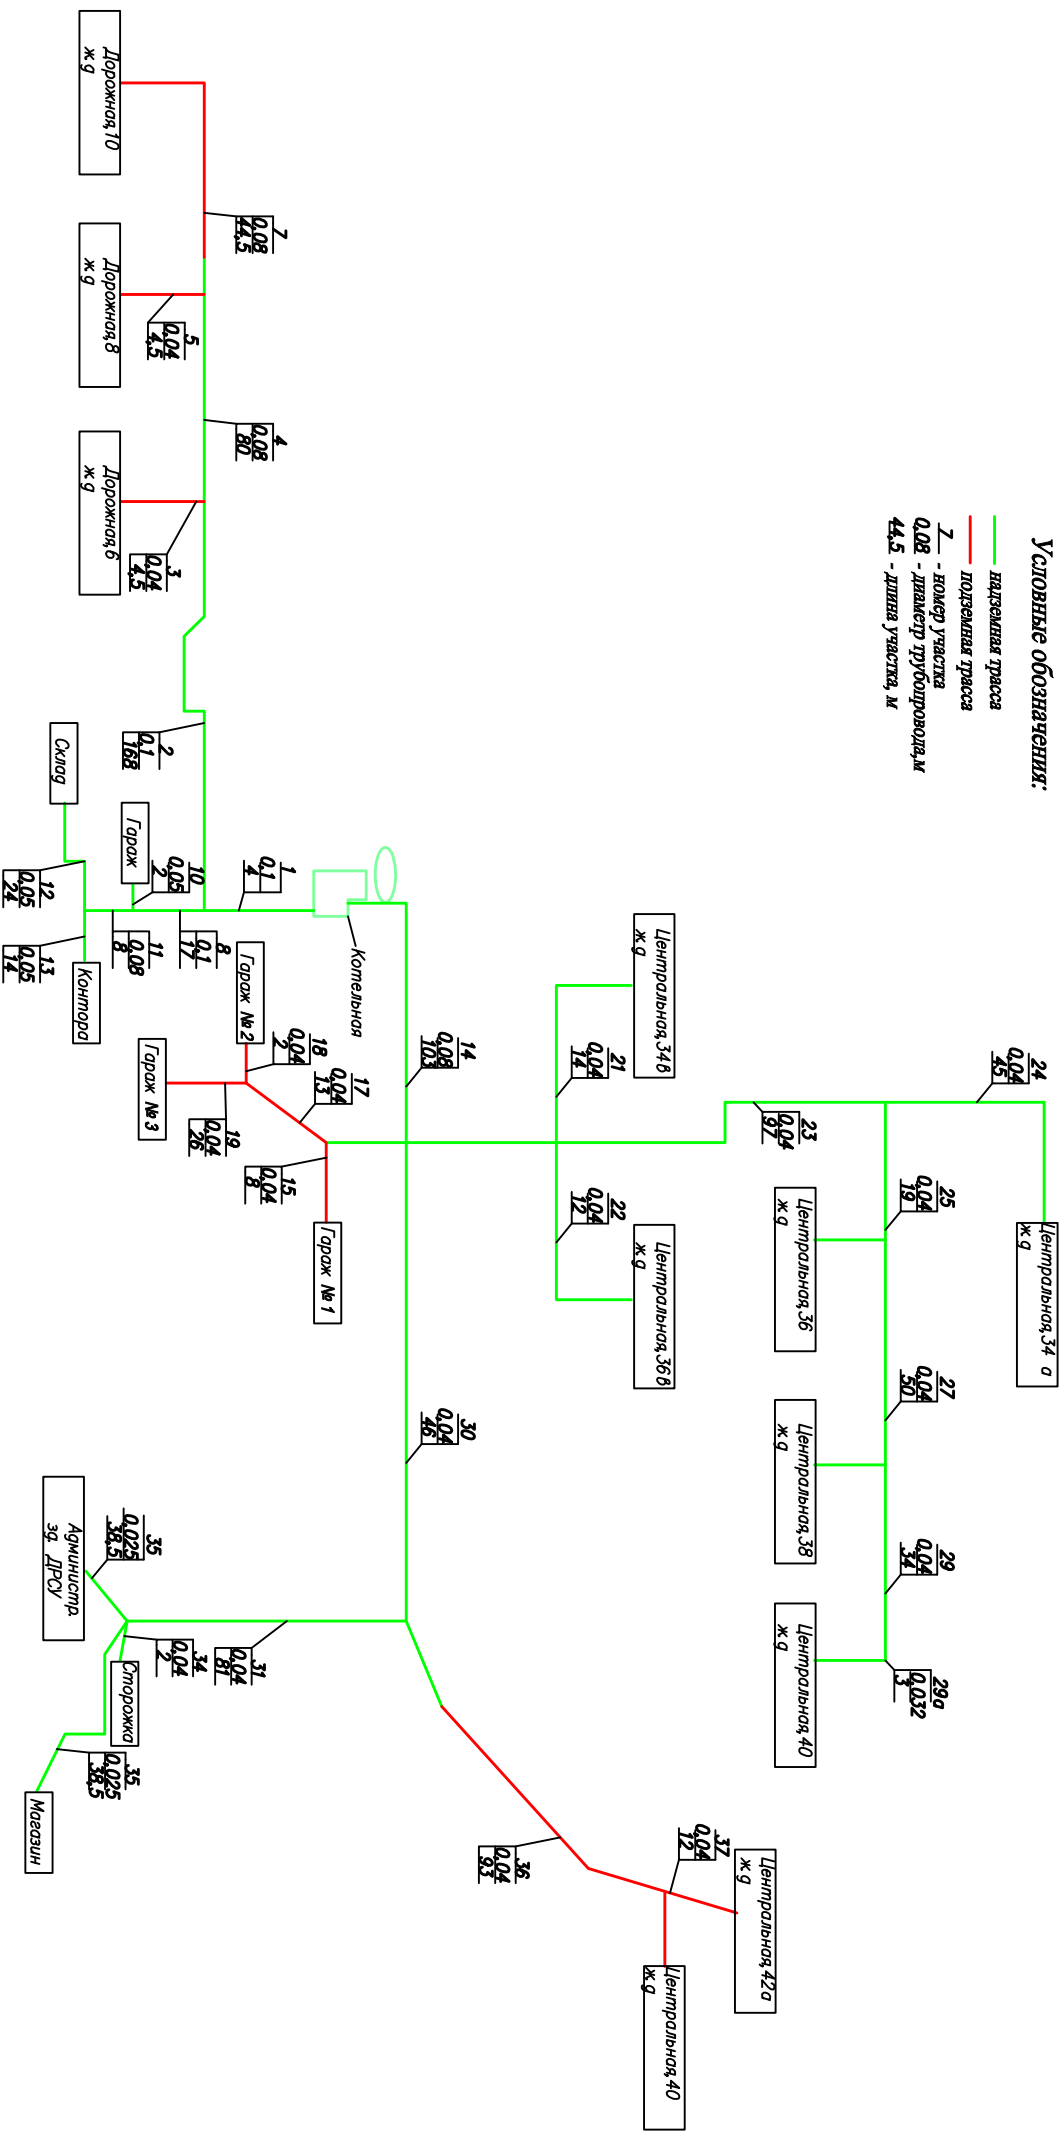 Условные обозначения:
надземная трасса
подземная трасса
7 - номер участка
0,08 - диаметр трубопровода,м
44,5 - длина участка, м
Центральная,34 а
ж.д
24
0,04
45
23
0,04
97
25
0,04
19
27
0,04
50
29
0,04
34
29а
0,032
3
Центральная,36
ж.д
Центральная,38
ж.д
Центральная,40
ж.д
Центральная,42а
ж.д
37
0,04
12
Центральная,40
ж.д
Центральная,34в
ж.д
Центральная,36в
ж.д
21
0,04
14
22
0,04
12
36
0,04
93
14
0,08
103
30
0,04
46
Котельная
17
0,04
13
18
0,04
2
Гараж №1
15
0,04
8
Гараж №2
19
0,04
26
Гараж №3
1
0,1
4
7
0,08
44,5
4
0,08
80
31
0,04
81
8
0,1
17
10
0,05
2
5
0,04
4,5
3
0,04
4,5
2
0,1
168
11
0,08
8
34
0,04
2
35
0,025
38,5
Гараж
Сторожка
Дорожная,10
ж.д
Дорожная,8
ж.д
Дорожная,6
ж.д
35
0,025
38,5
Контора
Администр.
зд. ДРСУ
Склад
Магазин
12
0,05
24
13
0,05
14